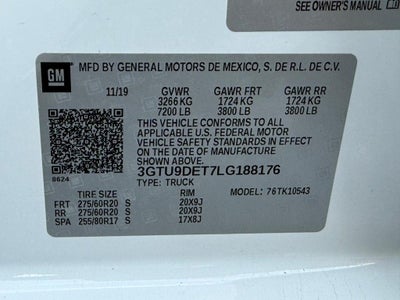 SEE OWNER'S MANUAL
GM
MFD BY GENERAL MOTORS DE MEXICO, S. DE R.L. DE C.V.
11/19 GVWR GAWR FRT GAWR RR
3266 KG 1724 KG 1724 KG
7200 LB 3800 LB 3800 LB
THIS VEHICLE CONFORMS TO ALL APPLICABLE
U.S. FEDERAL MOTOR
VEHICLE SAFETY STANDARDS IN EFFECT
ON THE DATE OF MANUFACTURE
SHOWN ABOVE.
3GTU9DET7LG188176
8624
TYPE: TRUCK MODEL: 76TK10543
TIRE SIZE RIM
FRT 275/60R20 S 20X9J
RR 275/60R20 S 20X9J
SPA 255/80R17 S 17X8J